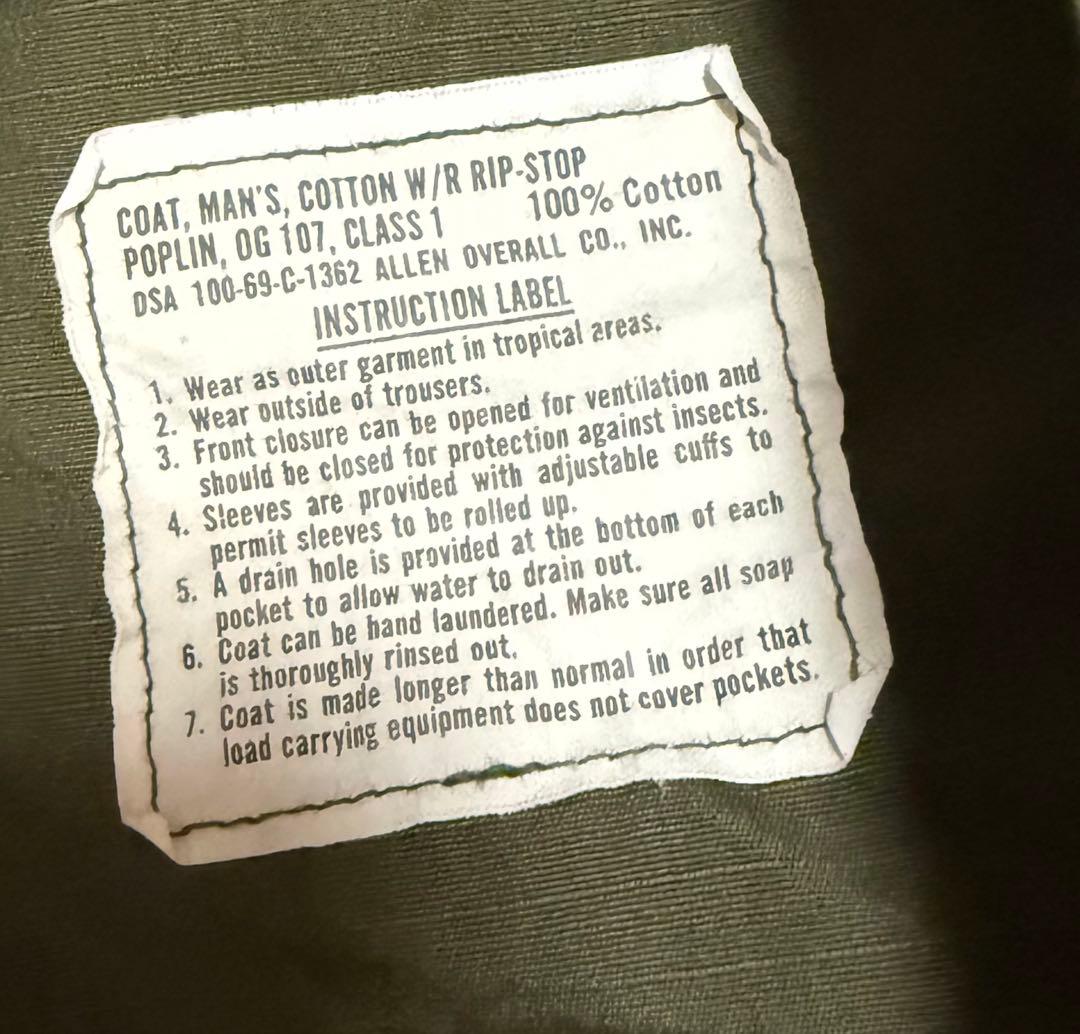 COAT, MAN'S, COTTON W/R RIP-STOP
POPLIN, OG 107, CLASS 1 100% Cotton
DSA 100-69-C-1362 ALLEN OVERALL CO., INC.
INSTRUCTION LABEL
1. Wear as outer garment in tropical areas.
2. Wear outside of trousers.
3. Front closure can be opened for ventilation and
should be closed for protection against insects.
4. Sleeves are provided with adjustable cuffs to
permit sleeves to be rolled up.
5. A drain hole is provided at the bottom of each
pocket to allow water to drain out.
6. Coat can be hand laundered. Make sure all soap
is thoroughly rinsed out.
7. Coat is made longer than normal in order that
load carrying equipment does not cover pockets.